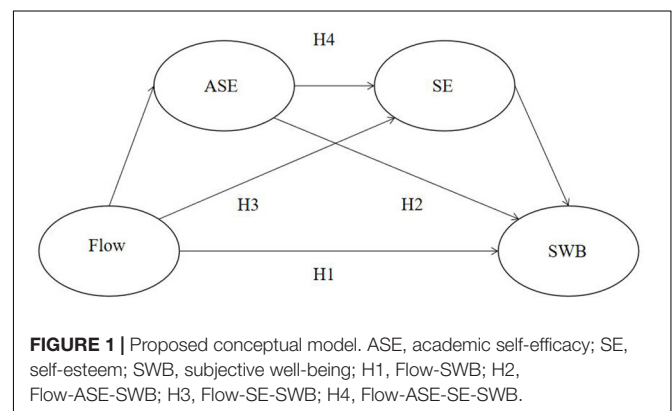 H4
ASE
SE
H3
H2
Flow
SWB
H1
FIGURE 1 | Proposed conceptual model. ASE, academic self-efficacy; SE,
self-esteem; SWB, subjective well-being; H1, Flow-SWB; H2,
Flow-ASE-SWB; H3, Flow-SE-SWB; H4, Flow-ASE-SE-SWB.